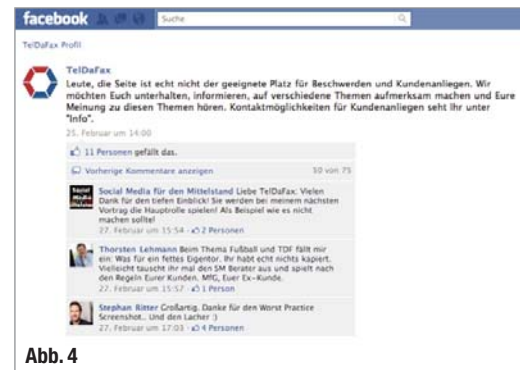 facebook
Suche
TelDaFax Profil
TelDaFax
Leute, die Seite ist echt nicht der geeignete Platz für Beschwerden und Kundenanliegen. Wir
möchten Euch unterhalten, informieren, auf verschiedene Themen aufmerksam machen und Eure
Meinung zu diesen Themen hören. Kontaktmöglichkeiten für Kundenanliegen seht Ihr unter
"Info".
25. Februar um 14:00
11 Personen gefällt das.
Vorherige Kommentare anzeigen 50 von 75
Social Media für den Mittelstand Liebe TelDaFax: Vielen
Dank für den tiefen Einblick! Sie werden bei meinem nächsten
Vortrag die Hauptrolle spielen! Als Beispiel wie es nicht
machen sollte!
27. Februar um 15:54 · 2 Personen
Thorsten Lehmann Beim Thema Fußball und TDF fällt mir
ein: Was für ein fettes Eigentor. Ihr habt echt nichts kapiert.
Vielleicht tauscht ihr mal den SM Berater aus und spielt nach
den Regeln Eurer Kunden. MfG, Euer Ex-Kunde.
27. Februar um 15:57 · 1 Person
Stephan Ritter Großartig. Danke für den Worst Practice
Screenshot.. Und den Lacher :)
27. Februar um 17:03 · 4 Personen
Abb. 4